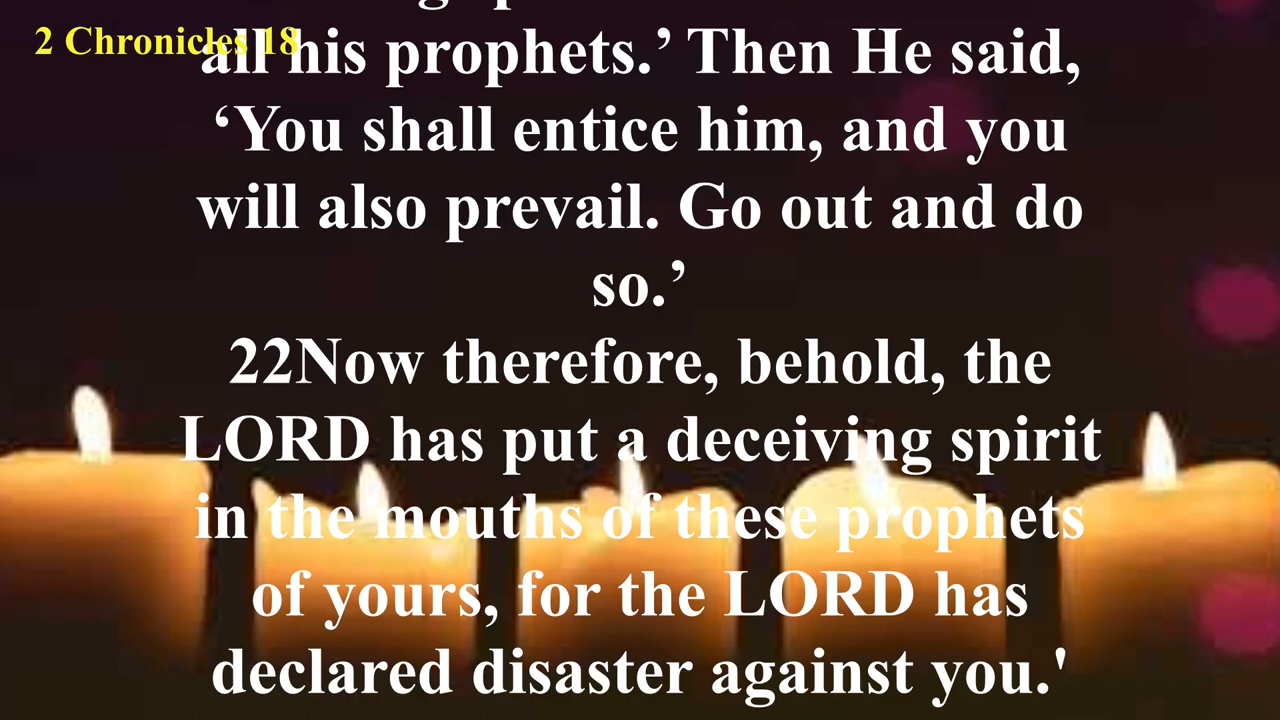 2 Chronicles 18
all his prophets.’ Then He said,
‘You shall entice him, and you
will also prevail. Go out and do
so.’
22Now therefore, behold, the
LORD has put a deceiving spirit
in the mouths of these prophets
of yours, for the LORD has
declared disaster against you.'